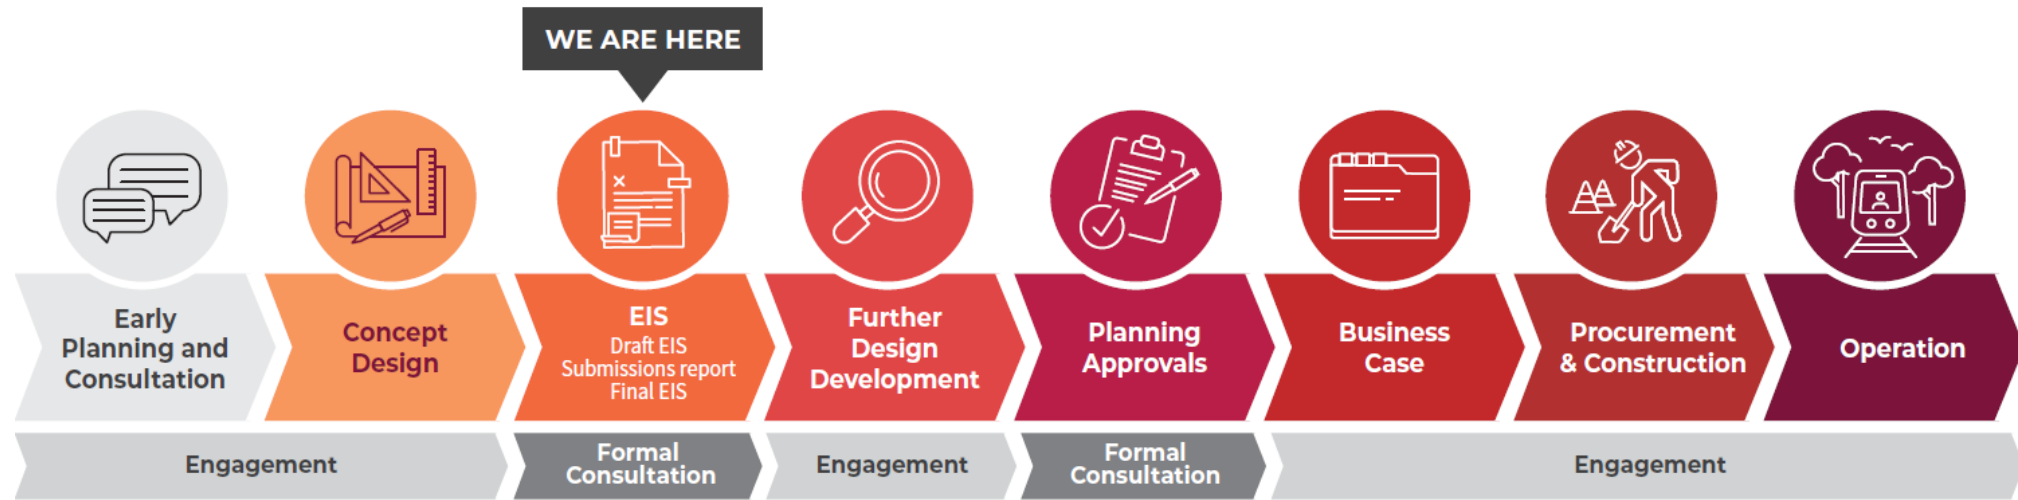 WE ARE HERE
Early
Planning and
Consultation
Concept
Design
EIS
Draft EIS
Submissions report
Final EIS
Further
Design
Development
Planning
Approvals
Business
Case
Procurement
& Construction
Operation
Engagement
Formal
Consultation
Engagement
Formal
Consultation
Engagement